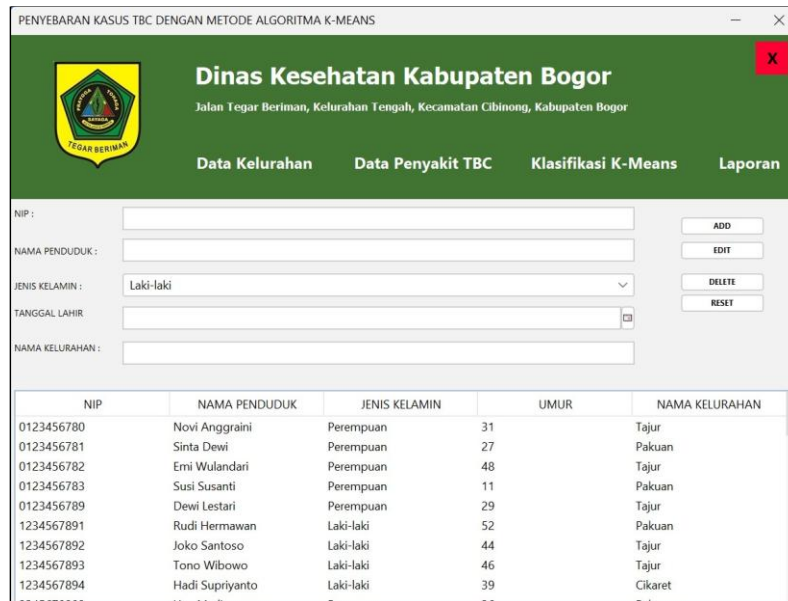 PENYEBARAN KASUS TBC DENGAN METODE ALGORITMA K-MEANS
X
Dinas Kesehatan Kabupaten Bogor
Jalan Tegar Beriman, Kelurahan Tengah, Kecamatan Cibinong, Kabupaten Bogor
PRAYOGA TOHAGA SAYAGA
TEGAR BERIMAN
Data Kelurahan Data Penyakit TBC Klasifikasi K-Means Laporan
NIP :
ADD
NAMA PENDUDUK :
EDIT
JENIS KELAMIN : Laki-laki
DELETE
RESET
TANGGAL LAHIR
NAMA KELURAHAN :
NIP NAMA PENDUDUK JENIS KELAMIN UMUR NAMA KELURAHAN
0123456780 Novi Anggraini Perempuan 31 Tajur
0123456781 Sinta Dewi Perempuan 27 Pakuan
0123456782 Emi Wulandari Perempuan 48 Tajur
0123456783 Susi Susanti Perempuan 11 Pakuan
0123456789 Dewi Lestari Perempuan 29 Tajur
1234567891 Rudi Hermawan Laki-laki 52 Pakuan
1234567892 Joko Santoso Laki-laki 44 Tajur
1234567893 Tono Wibowo Laki-laki 46 Tajur
1234567894 Hadi Supriyanto Laki-laki 39 Cikaret